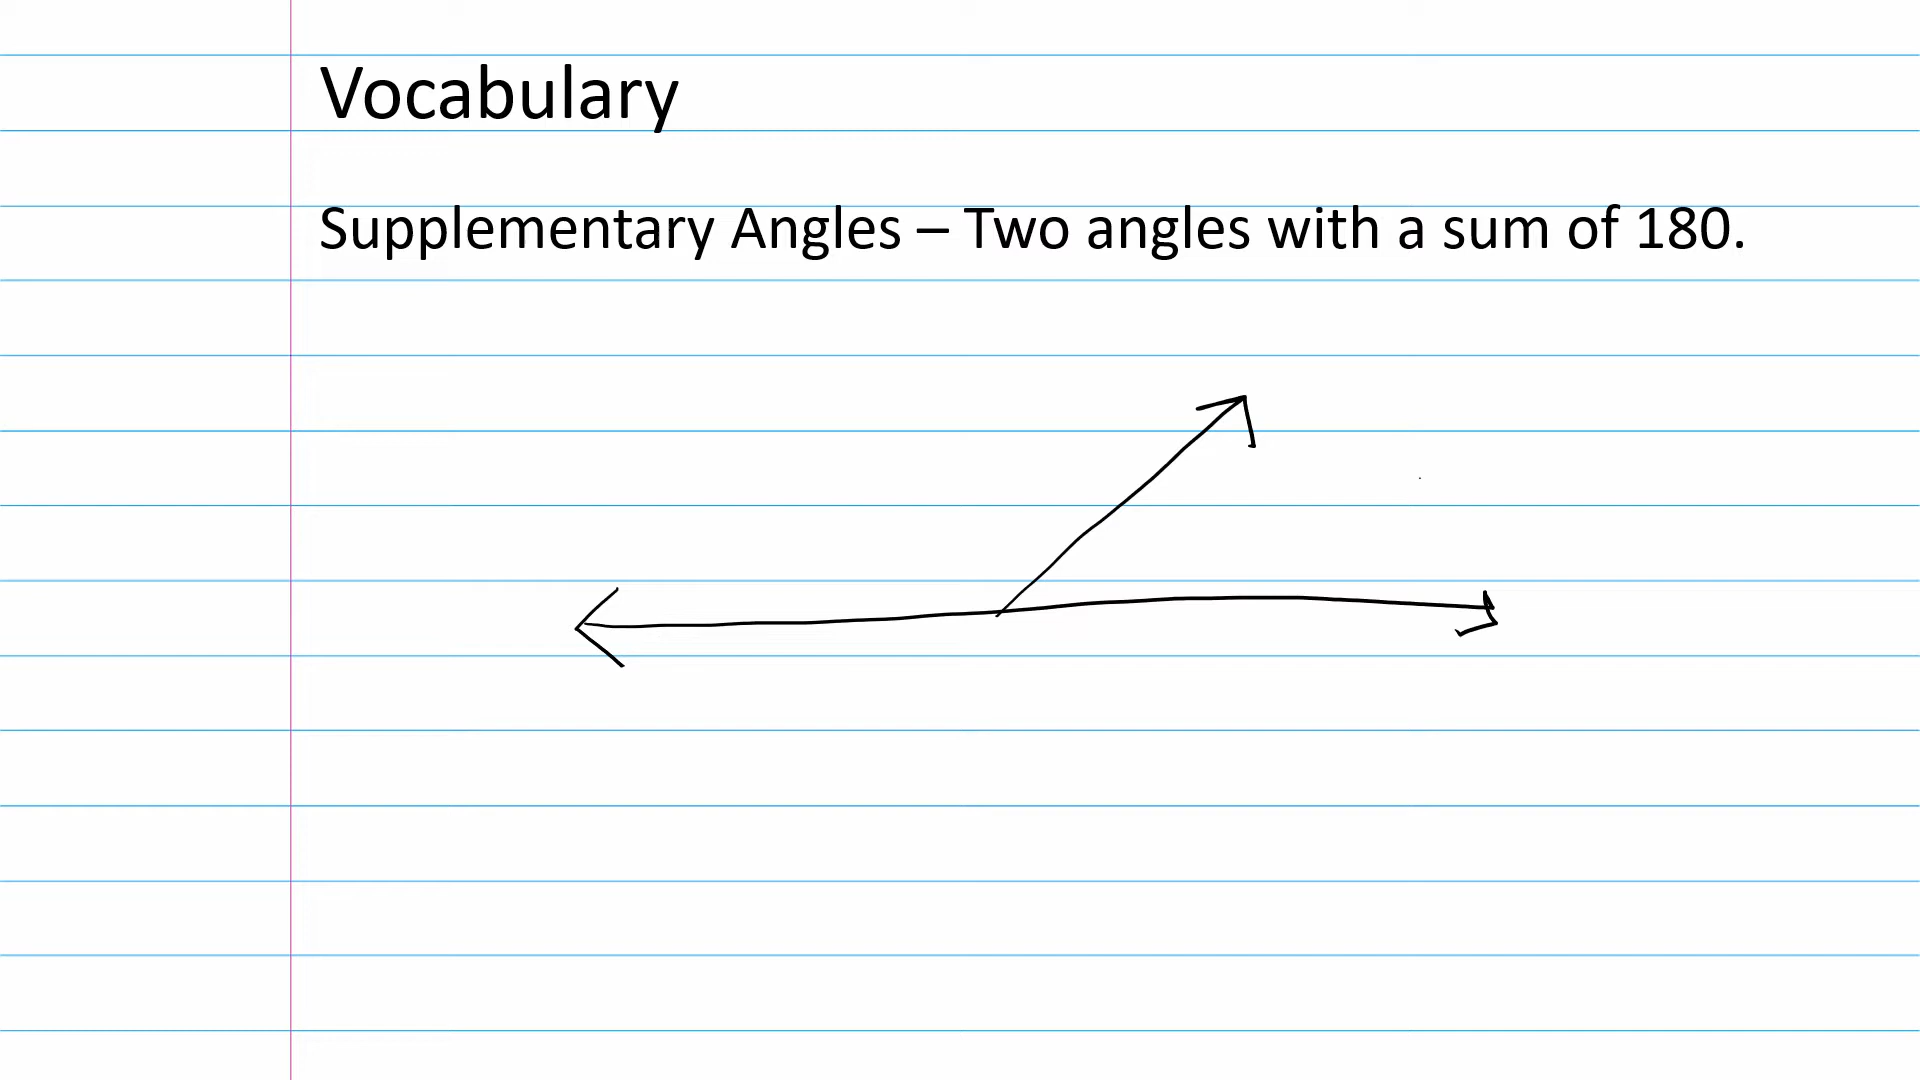 Vocabulary
Supplementary Angles – Two angles with a sum of 180.